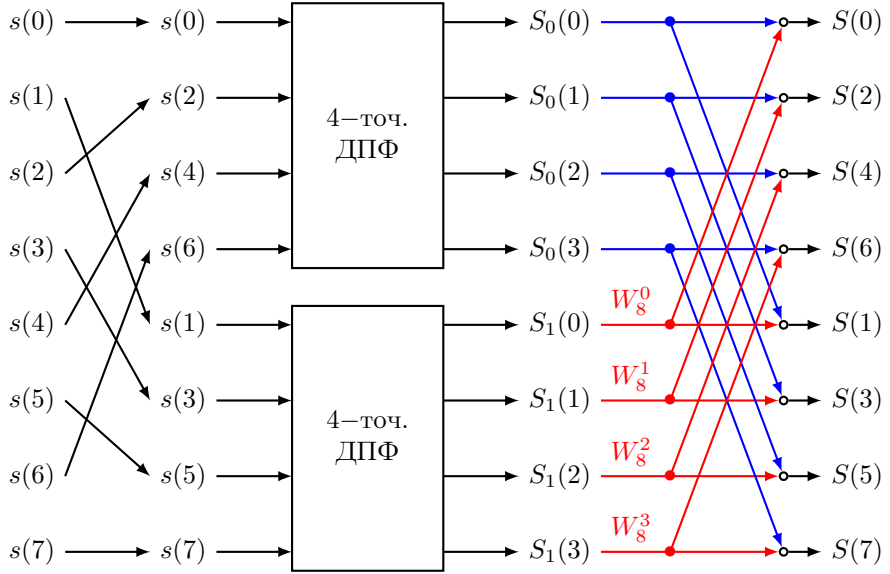 s(0) s(0) S_0(0) S(0)
s(1) s(2) S_0(1) S(2)
4−точ.
ДПФ
s(2) s(4) S_0(2) S(4)
s(3) s(6) S_0(3) S(6)
W_8^0
s(4) s(1) S_1(0) S(1)
W_8^1
s(5) s(3) S_1(1) S(3)
4−точ.
ДПФ
W_8^2
s(6) s(5) S_1(2) S(5)
W_8^3
s(7) s(7) S_1(3) S(7)